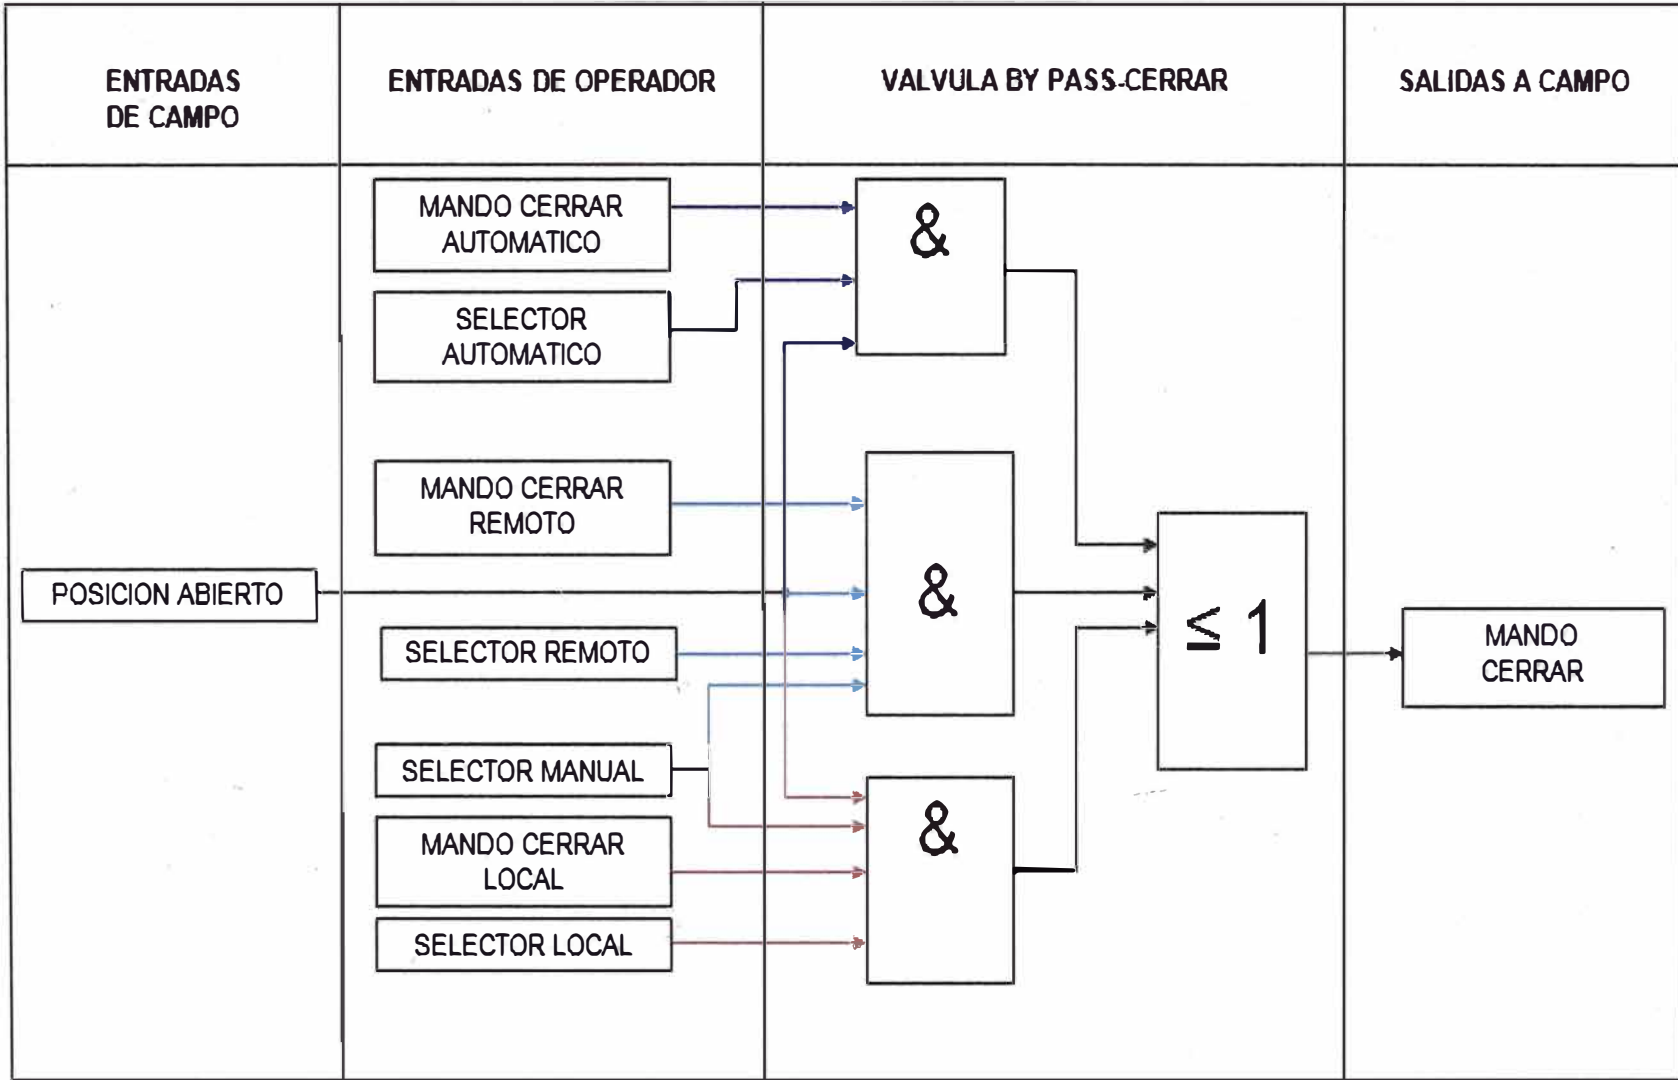 ENTRADAS
DE CAMPO
ENTRADAS DE OPERADOR
VALVULA BY PASS-CERRAR
SALIDAS A CAMPO
MANDO CERRAR
AUTOMATICO
&
SELECTOR
AUTOMATICO
MANDO CERRAR
REMOTO
POSICION ABIERTO
&
SELECTOR REMOTO
≤ 1
MANDO
CERRAR
SELECTOR MANUAL
&
MANDO CERRAR
LOCAL
SELECTOR LOCAL